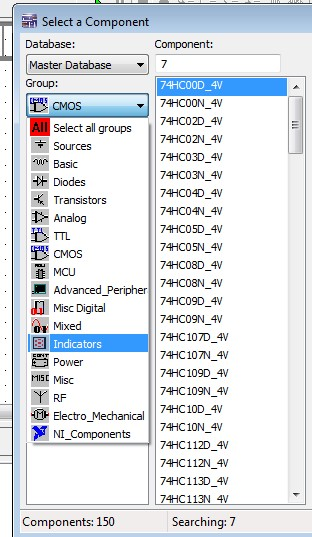 Select a Component
Database:
Component:
Master Database
7
Group:
CMOS
All Select all groups
Sources
Basic
Diodes
Transistors
Analog
TTL
CMOS
MCU
Advanced_Peripher
Misc Digital
Mixed
Indicators
Power
MISC Misc
RF
Electro_Mechanical
NI_Components
74HC00D_4V
74HC00N_4V
74HC02D_4V
74HC02N_4V
74HC03D_4V
74HC03N_4V
74HC04D_4V
74HC04N_4V
74HC05D_4V
74HC05N_4V
74HC08D_4V
74HC08N_4V
74HC09D_4V
74HC09N_4V
74HC107D_4V
74HC107N_4V
74HC109D_4V
74HC109N_4V
74HC10D_4V
74HC10N_4V
74HC112D_4V
74HC112N_4V
74HC113D_4V
74HC113N_4V
Components: 150
Searching: 7